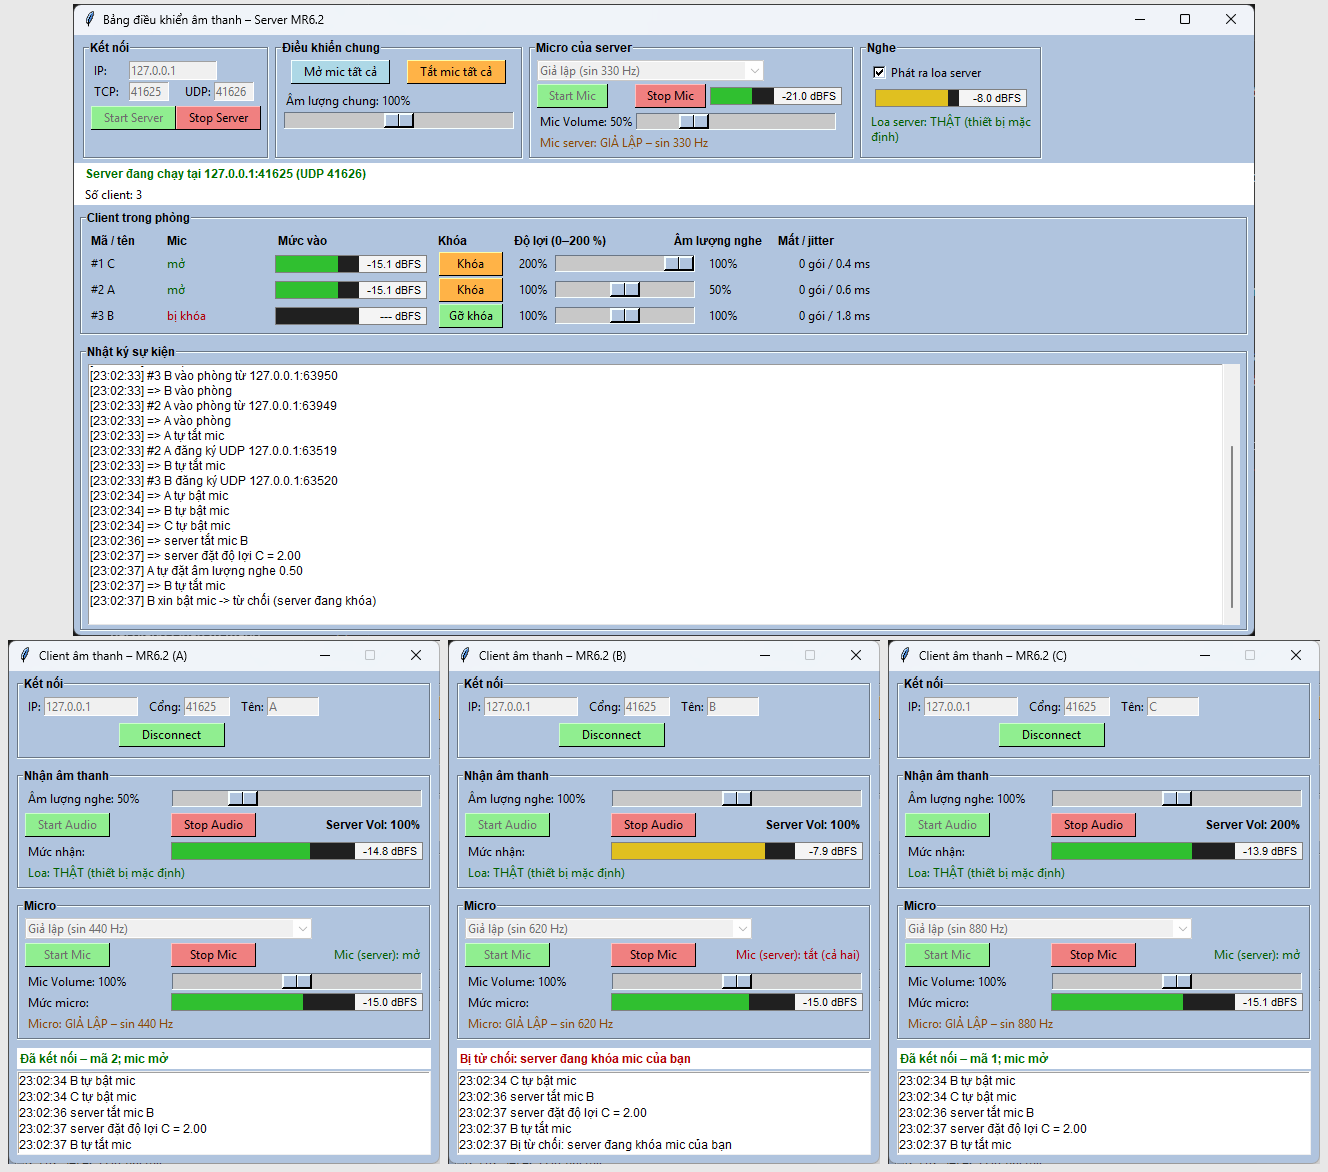 Bảng điều khiển âm thanh – Server MR6.2
Kết nối
IP: 127.0.0.1
TCP: 41625 UDP: 41626
Start Server Stop Server
Điều khiển chung
Mở mic tất cả Tắt mic tất cả
Âm lượng chung: 100%
Micro của server
Giả lập (sin 330 Hz)
Start Mic Stop Mic -21.0 dBFS
Mic Volume: 50%
Mic server: GIẢ LẬP – sin 330 Hz
Nghe
Phát ra loa server
-8.0 dBFS
Loa server: THẬT (thiết bị mặc
định)
Server đang chạy tại 127.0.0.1:41625 (UDP 41626)
Số client: 3
Client trong phòng
Mã / tên Mic Mức vào Khóa Độ lợi (0–200 %) Âm lượng nghe Mất / jitter
#1 C mở -15.1 dBFS Khóa 200% 100% 0 gói / 0.4 ms
#2 A mở -15.1 dBFS Khóa 100% 50% 0 gói / 0.6 ms
#3 B bị khóa --- dBFS Gỡ khóa 100% 100% 0 gói / 1.8 ms
Nhật ký sự kiện
[23:02:33] #3 B vào phòng từ 127.0.0.1:63950
[23:02:33] => B vào phòng
[23:02:33] #2 A vào phòng từ 127.0.0.1:63949
[23:02:33] => A vào phòng
[23:02:33] => A tự tắt mic
[23:02:33] #2 A đăng ký UDP 127.0.0.1:63519
[23:02:33] => B tự tắt mic
[23:02:33] #3 B đăng ký UDP 127.0.0.1:63520
[23:02:34] => A tự bật mic
[23:02:34] => B tự bật mic
[23:02:34] => C tự bật mic
[23:02:36] => server tắt mic B
[23:02:37] => server đặt độ lợi C = 2.00
[23:02:37] A tự đặt âm lượng nghe 0.50
[23:02:37] => B tự tắt mic
[23:02:37] B xin bật mic -> từ chối (server đang khóa)
Client âm thanh – MR6.2 (A)
Kết nối
IP: 127.0.0.1 Cổng: 41625 Tên: A
Disconnect
Nhận âm thanh
Âm lượng nghe: 50%
Start Audio Stop Audio Server Vol: 100%
Mức nhận: -14.8 dBFS
Loa: THẬT (thiết bị mặc định)
Micro
Giả lập (sin 440 Hz)
Start Mic Stop Mic Mic (server): mở
Mic Volume: 100%
Mức micro: -15.0 dBFS
Micro: GIẢ LẬP – sin 440 Hz
Đã kết nối – mã 2; mic mở
23:02:34 B tự bật mic
23:02:34 C tự bật mic
23:02:36 server tắt mic B
23:02:37 server đặt độ lợi C = 2.00
23:02:37 B tự tắt mic
Client âm thanh – MR6.2 (B)
Kết nối
IP: 127.0.0.1 Cổng: 41625 Tên: B
Disconnect
Nhận âm thanh
Âm lượng nghe: 100%
Start Audio Stop Audio Server Vol: 100%
Mức nhận: -7.9 dBFS
Loa: THẬT (thiết bị mặc định)
Micro
Giả lập (sin 620 Hz)
Start Mic Stop Mic Mic (server): tắt (cả hai)
Mic Volume: 100%
Mức micro: -15.0 dBFS
Micro: GIẢ LẬP – sin 620 Hz
Bị từ chối: server đang khóa mic của bạn
23:02:34 C tự bật mic
23:02:36 server tắt mic B
23:02:37 server đặt độ lợi C = 2.00
23:02:37 B tự tắt mic
23:02:37 Bị từ chối: server đang khóa mic của bạn
Client âm thanh – MR6.2 (C)
Kết nối
IP: 127.0.0.1 Cổng: 41625 Tên: C
Disconnect
Nhận âm thanh
Âm lượng nghe: 100%
Start Audio Stop Audio Server Vol: 200%
Mức nhận: -13.9 dBFS
Loa: THẬT (thiết bị mặc định)
Micro
Giả lập (sin 880 Hz)
Start Mic Stop Mic Mic (server): mở
Mic Volume: 100%
Mức micro: -15.1 dBFS
Micro: GIẢ LẬP – sin 880 Hz
Đã kết nối – mã 1; mic mở
23:02:34 B tự bật mic
23:02:34 C tự bật mic
23:02:36 server tắt mic B
23:02:37 server đặt độ lợi C = 2.00
23:02:37 B tự tắt mic